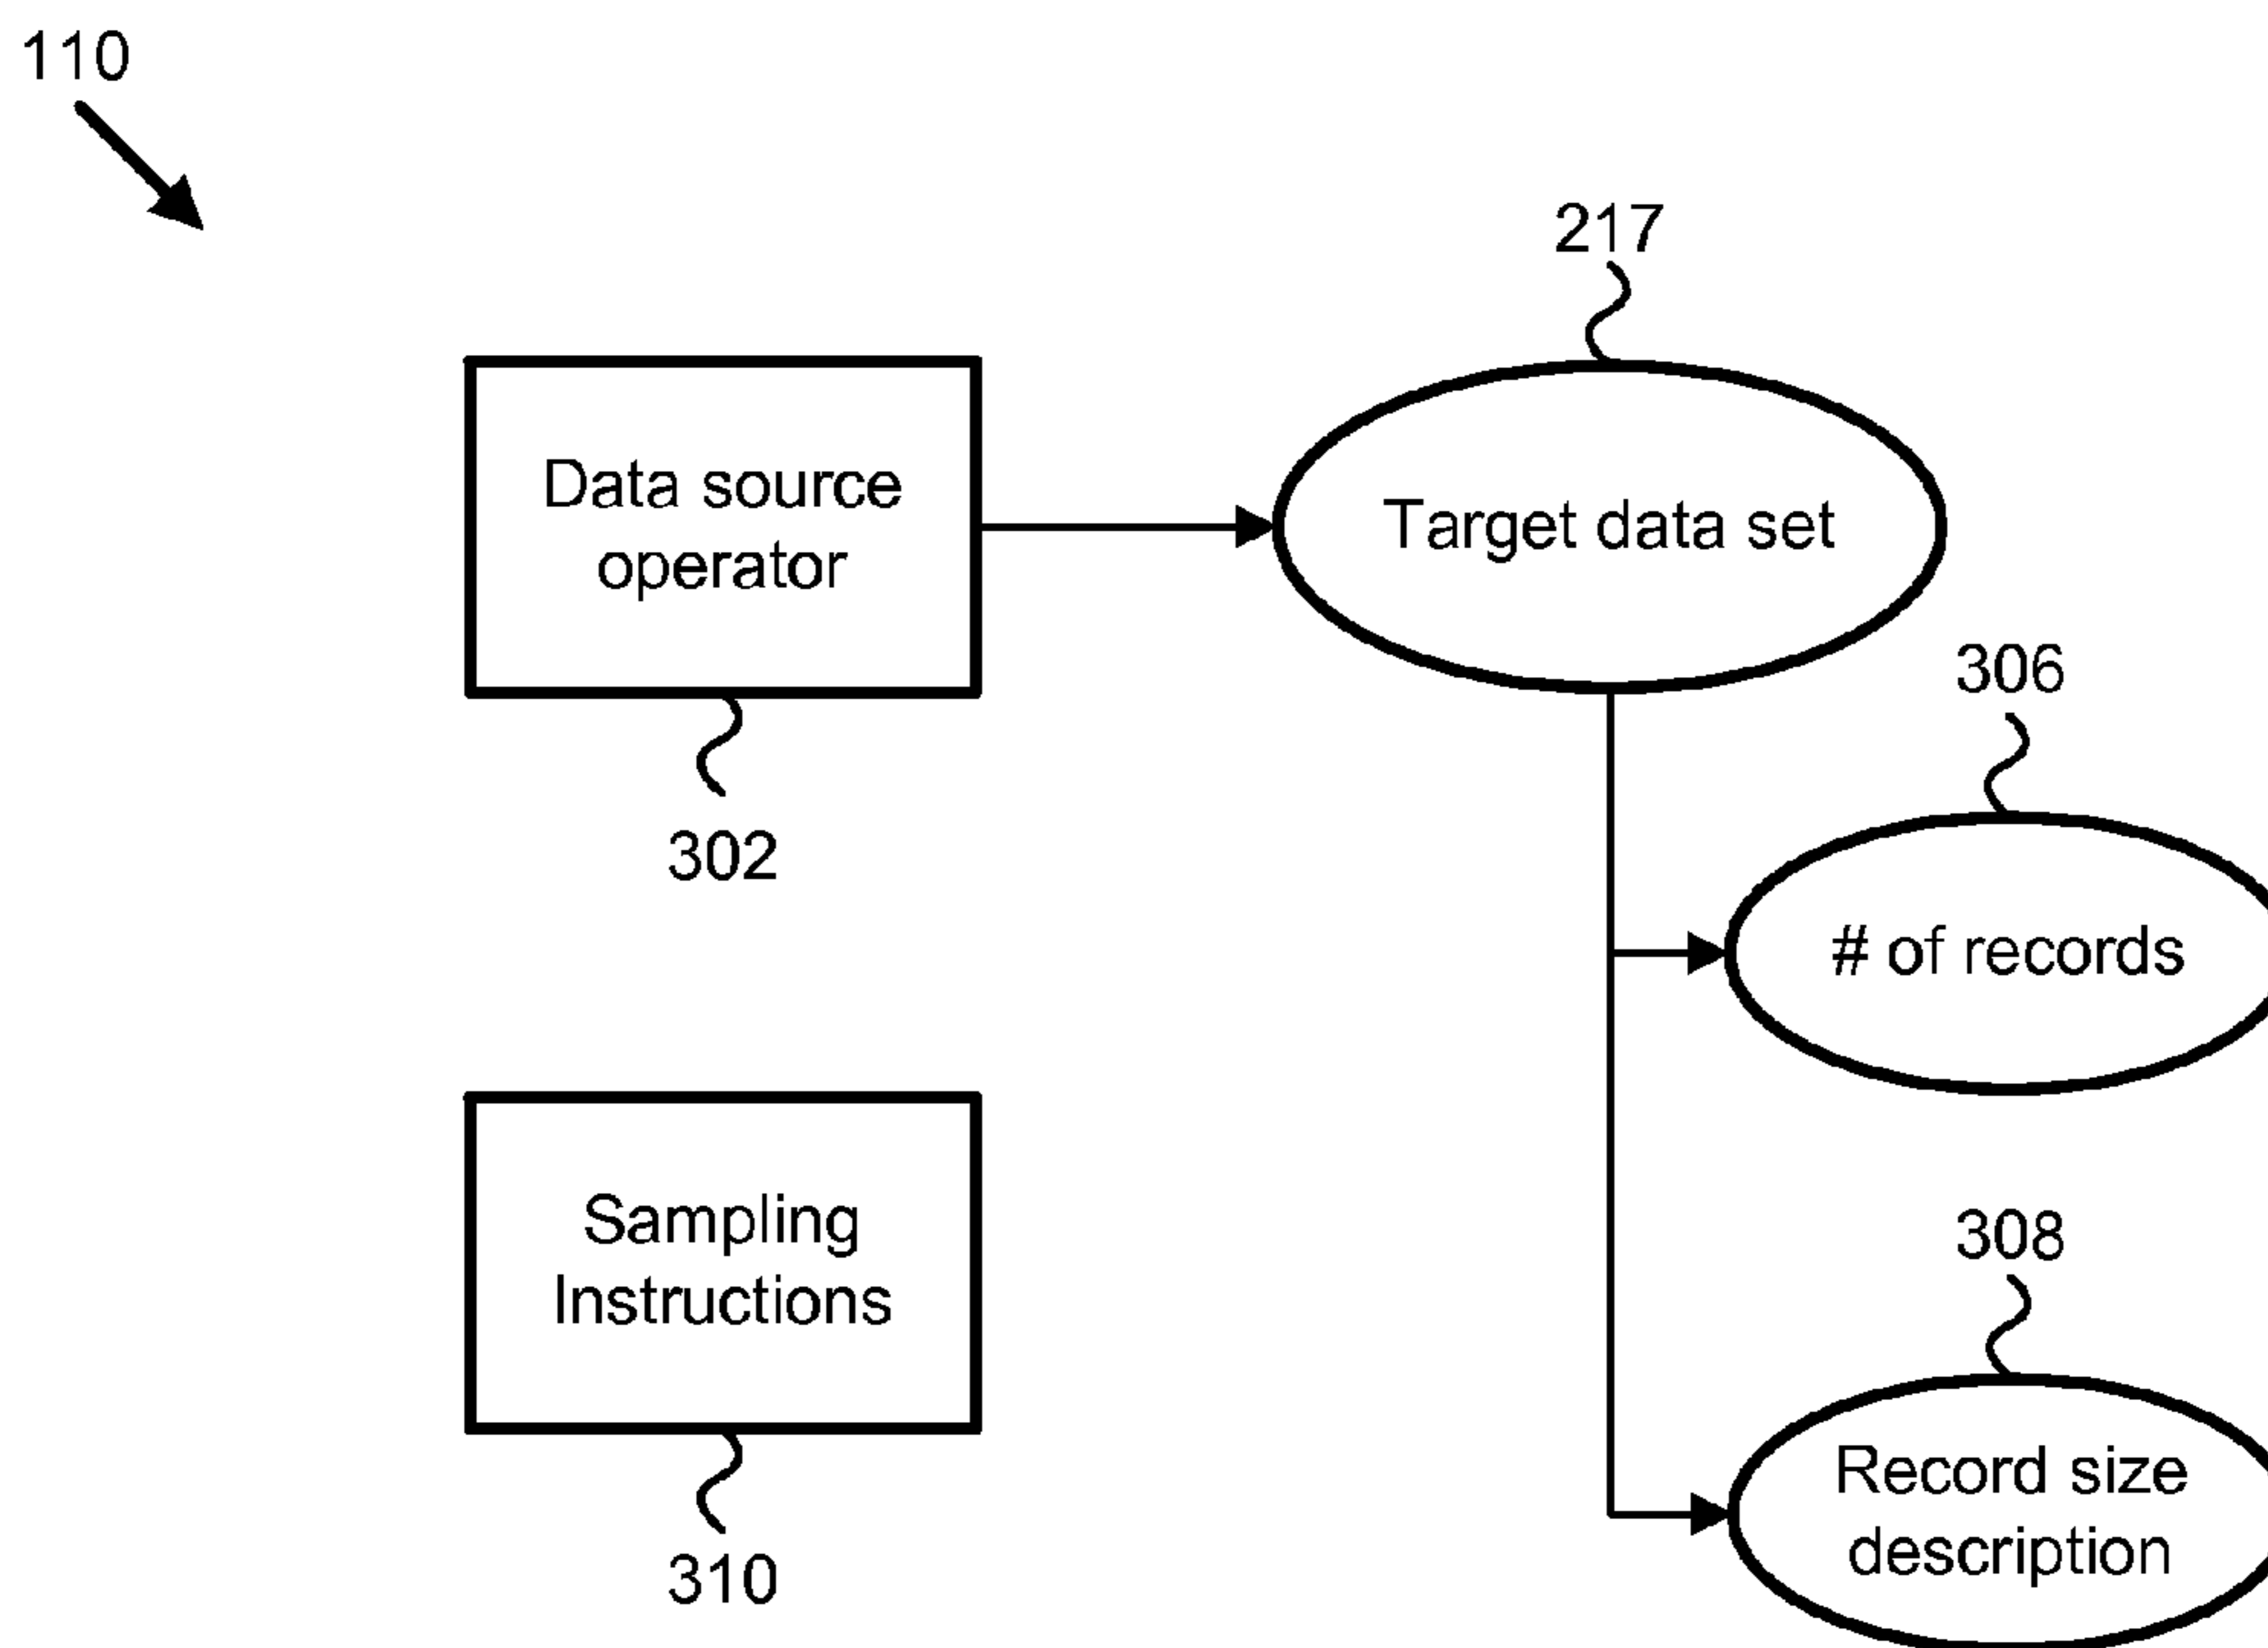 110
217
Data source
operator
Target data set
302
306
# of records
Sampling
Instructions
310
308
Record size
description